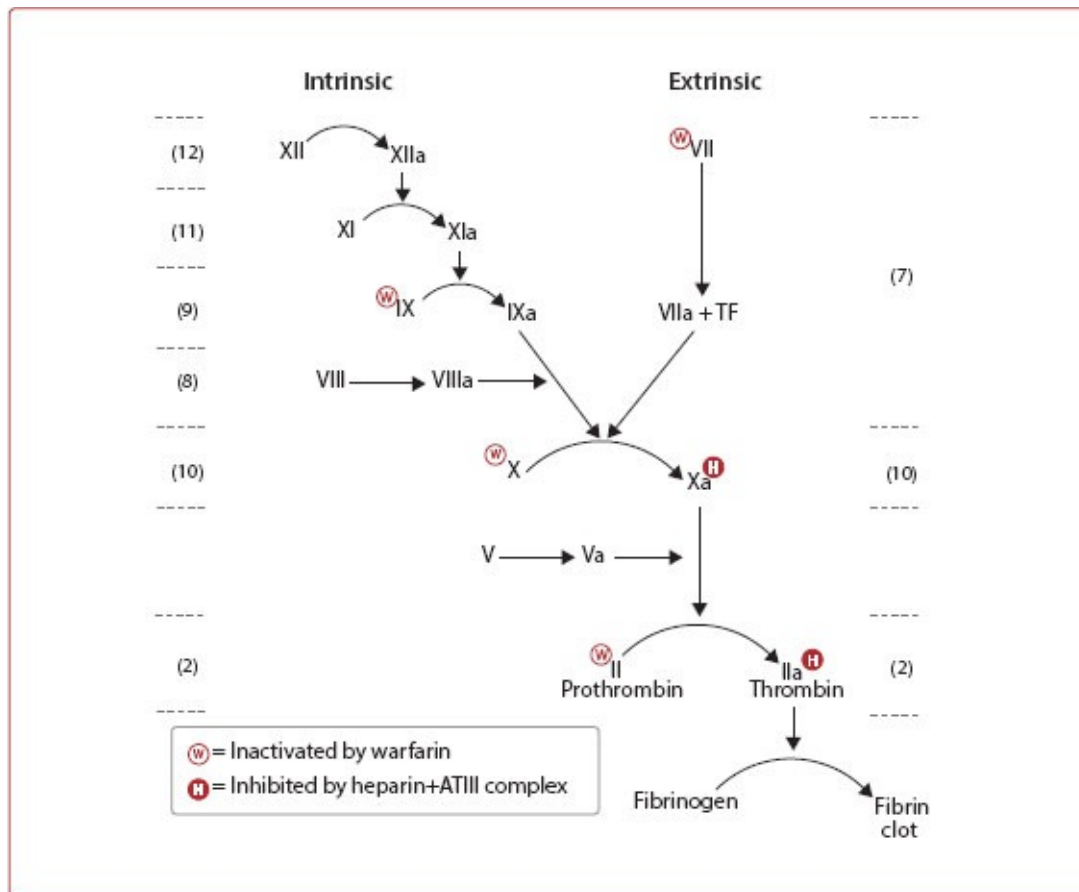 Intrinsic
Extrinsic
(12)
XII
XIIa
W VII
(11)
XI
XIa
(7)
(9)
W IX
IXa
VIIa + TF
(8)
VIII
VIIIa
(10)
W X
Xa H
(10)
V
Va
(2)
W II
Prothrombin
IIa H
Thrombin
(2)
W = Inactivated by warfarin
H = Inhibited by heparin+ATIII complex
Fibrinogen
Fibrin
clot